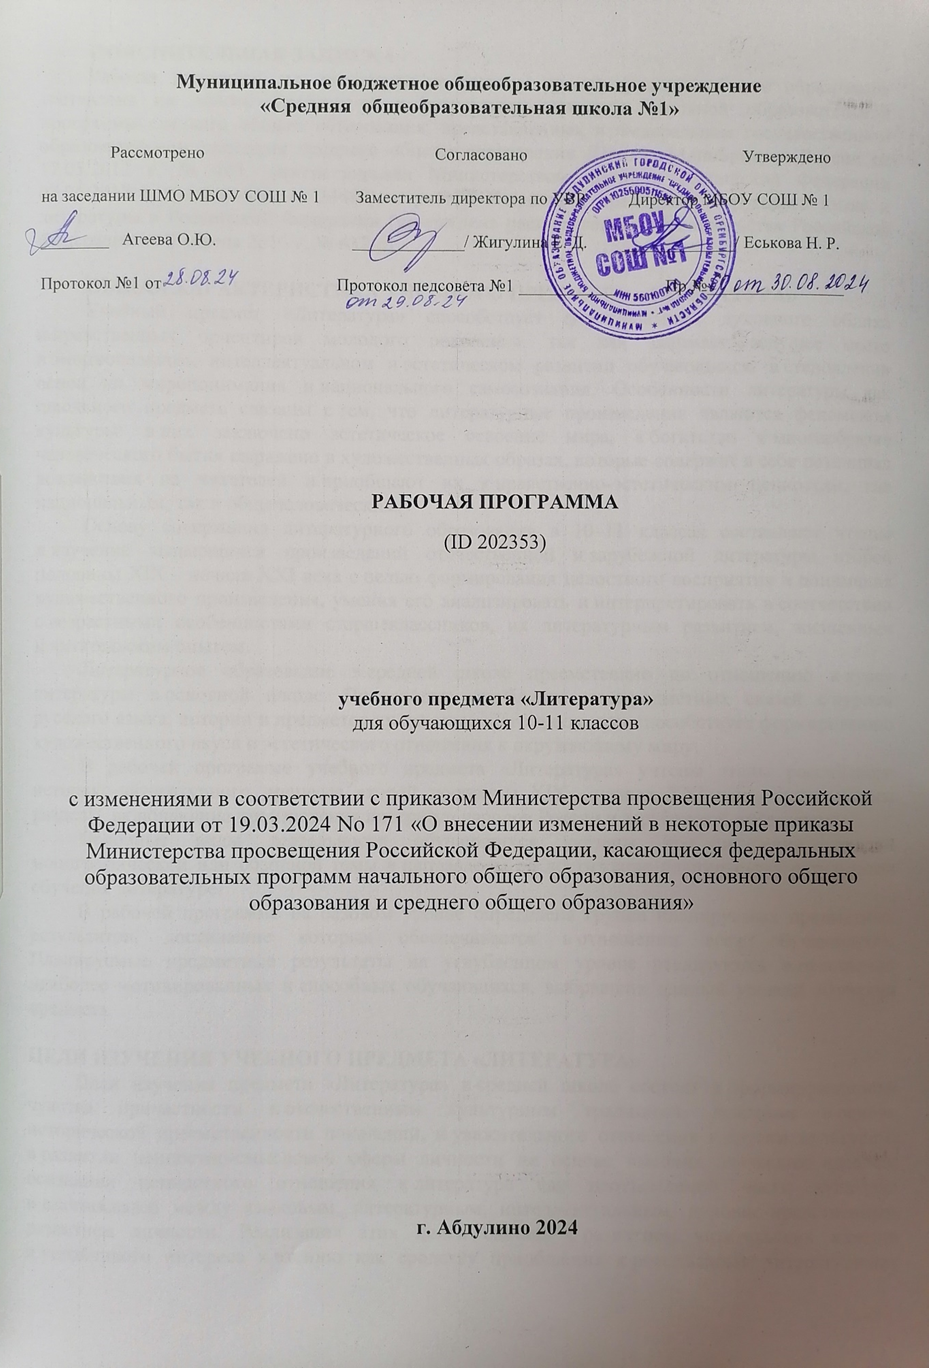 Муниципальное бюджетное общеобразовательное учреждение
«Средняя общеобразовательная школа №1»
Рассмотрено
на заседании ШМО МБОУ СОШ № 1
Агеева О.Ю.
Протокол №1 от 28.08.24
Согласовано
Заместитель директора по УВР
/ Жигулина Д.
Протокол педсовета №1
от 29.08.24
Утверждено
Директор МБОУ СОШ № 1
/ Еськова Н. Р.
Пр.№ от 30.08.2024
МБОУ
СОШ №1
РАБОЧАЯ ПРОГРАММА
(ID 202353)
учебного предмета «Литература»
для обучающихся 10-11 классов
с изменениями в соответствии с приказом Министерства просвещения Российской
Федерации от 19.03.2024 No 171 «О внесении изменений в некоторые приказы
Министерства просвещения Российской Федерации, касающиеся федеральных
образовательных программ начального общего образования, основного общего
образования и среднего общего образования»
г. Абдулино 2024